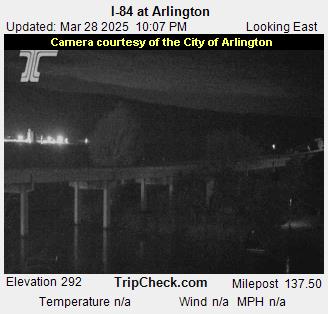 I-84 at Arlington
Updated: Mar 28 2025 10:07 PM Looking East
Camera courtesy of the City of Arlington
Elevation 292 TripCheck.com Milepost 137.50
Temperature n/a Wind n/a MPH n/a